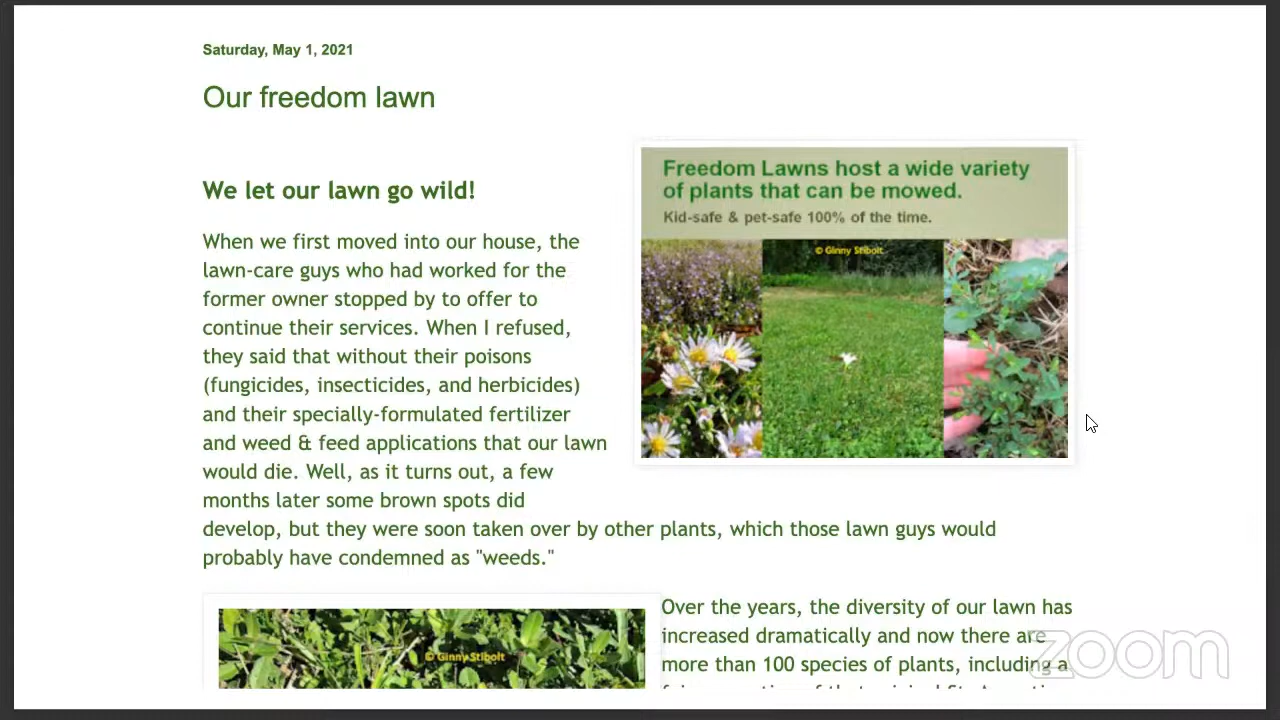 Saturday, May 1, 2021
Our freedom lawn
Freedom Lawns host a wide variety
of plants that can be mowed.
Kid-safe & pet-safe 100% of the time.
© Ginny Stibolt
We let our lawn go wild!
When we first moved into our house, the
lawn-care guys who had worked for the
former owner stopped by to offer to
continue their services. When I refused,
they said that without their poisons
(fungicides, insecticides, and herbicides)
and their specially-formulated fertilizer
and weed & feed applications that our lawn
would die. Well, as it turns out, a few
months later some brown spots did
develop, but they were soon taken over by other plants, which those lawn guys would
probably have condemned as "weeds."
© Ginny Stibolt
Over the years, the diversity of our lawn has
increased dramatically and now there are
more than 100 species of plants, including a
zoom